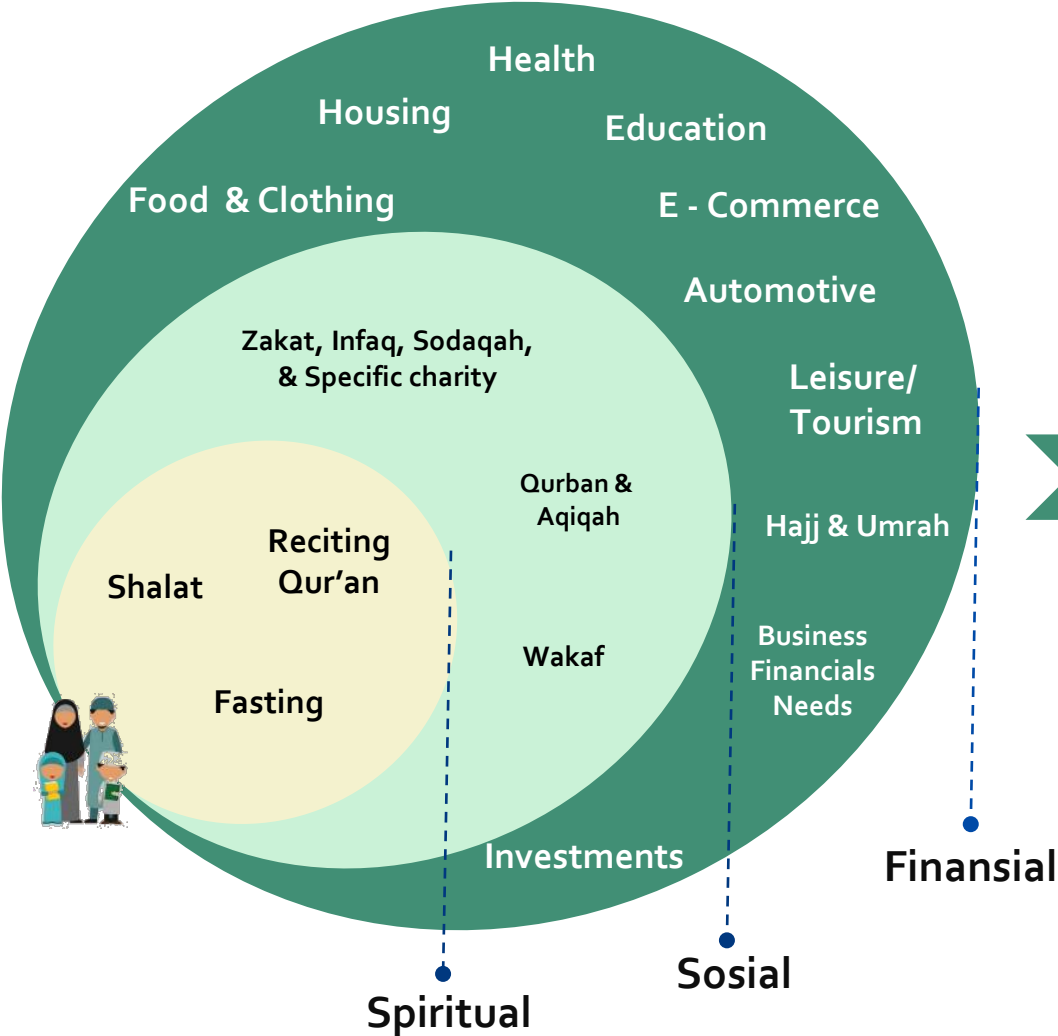 Health
Housing
Education
Food & Clothing
E - Commerce
Automotive
Zakat, Infaq, Sodaqah,
& Specific charity
Leisure/
Tourism
Qurban &
Aqiqah
Hajj & Umrah
Reciting
Qur’an
Shalat
Business
Financials
Needs
Wakaf
Fasting
Investments
Finansial
Sosial
Spiritual